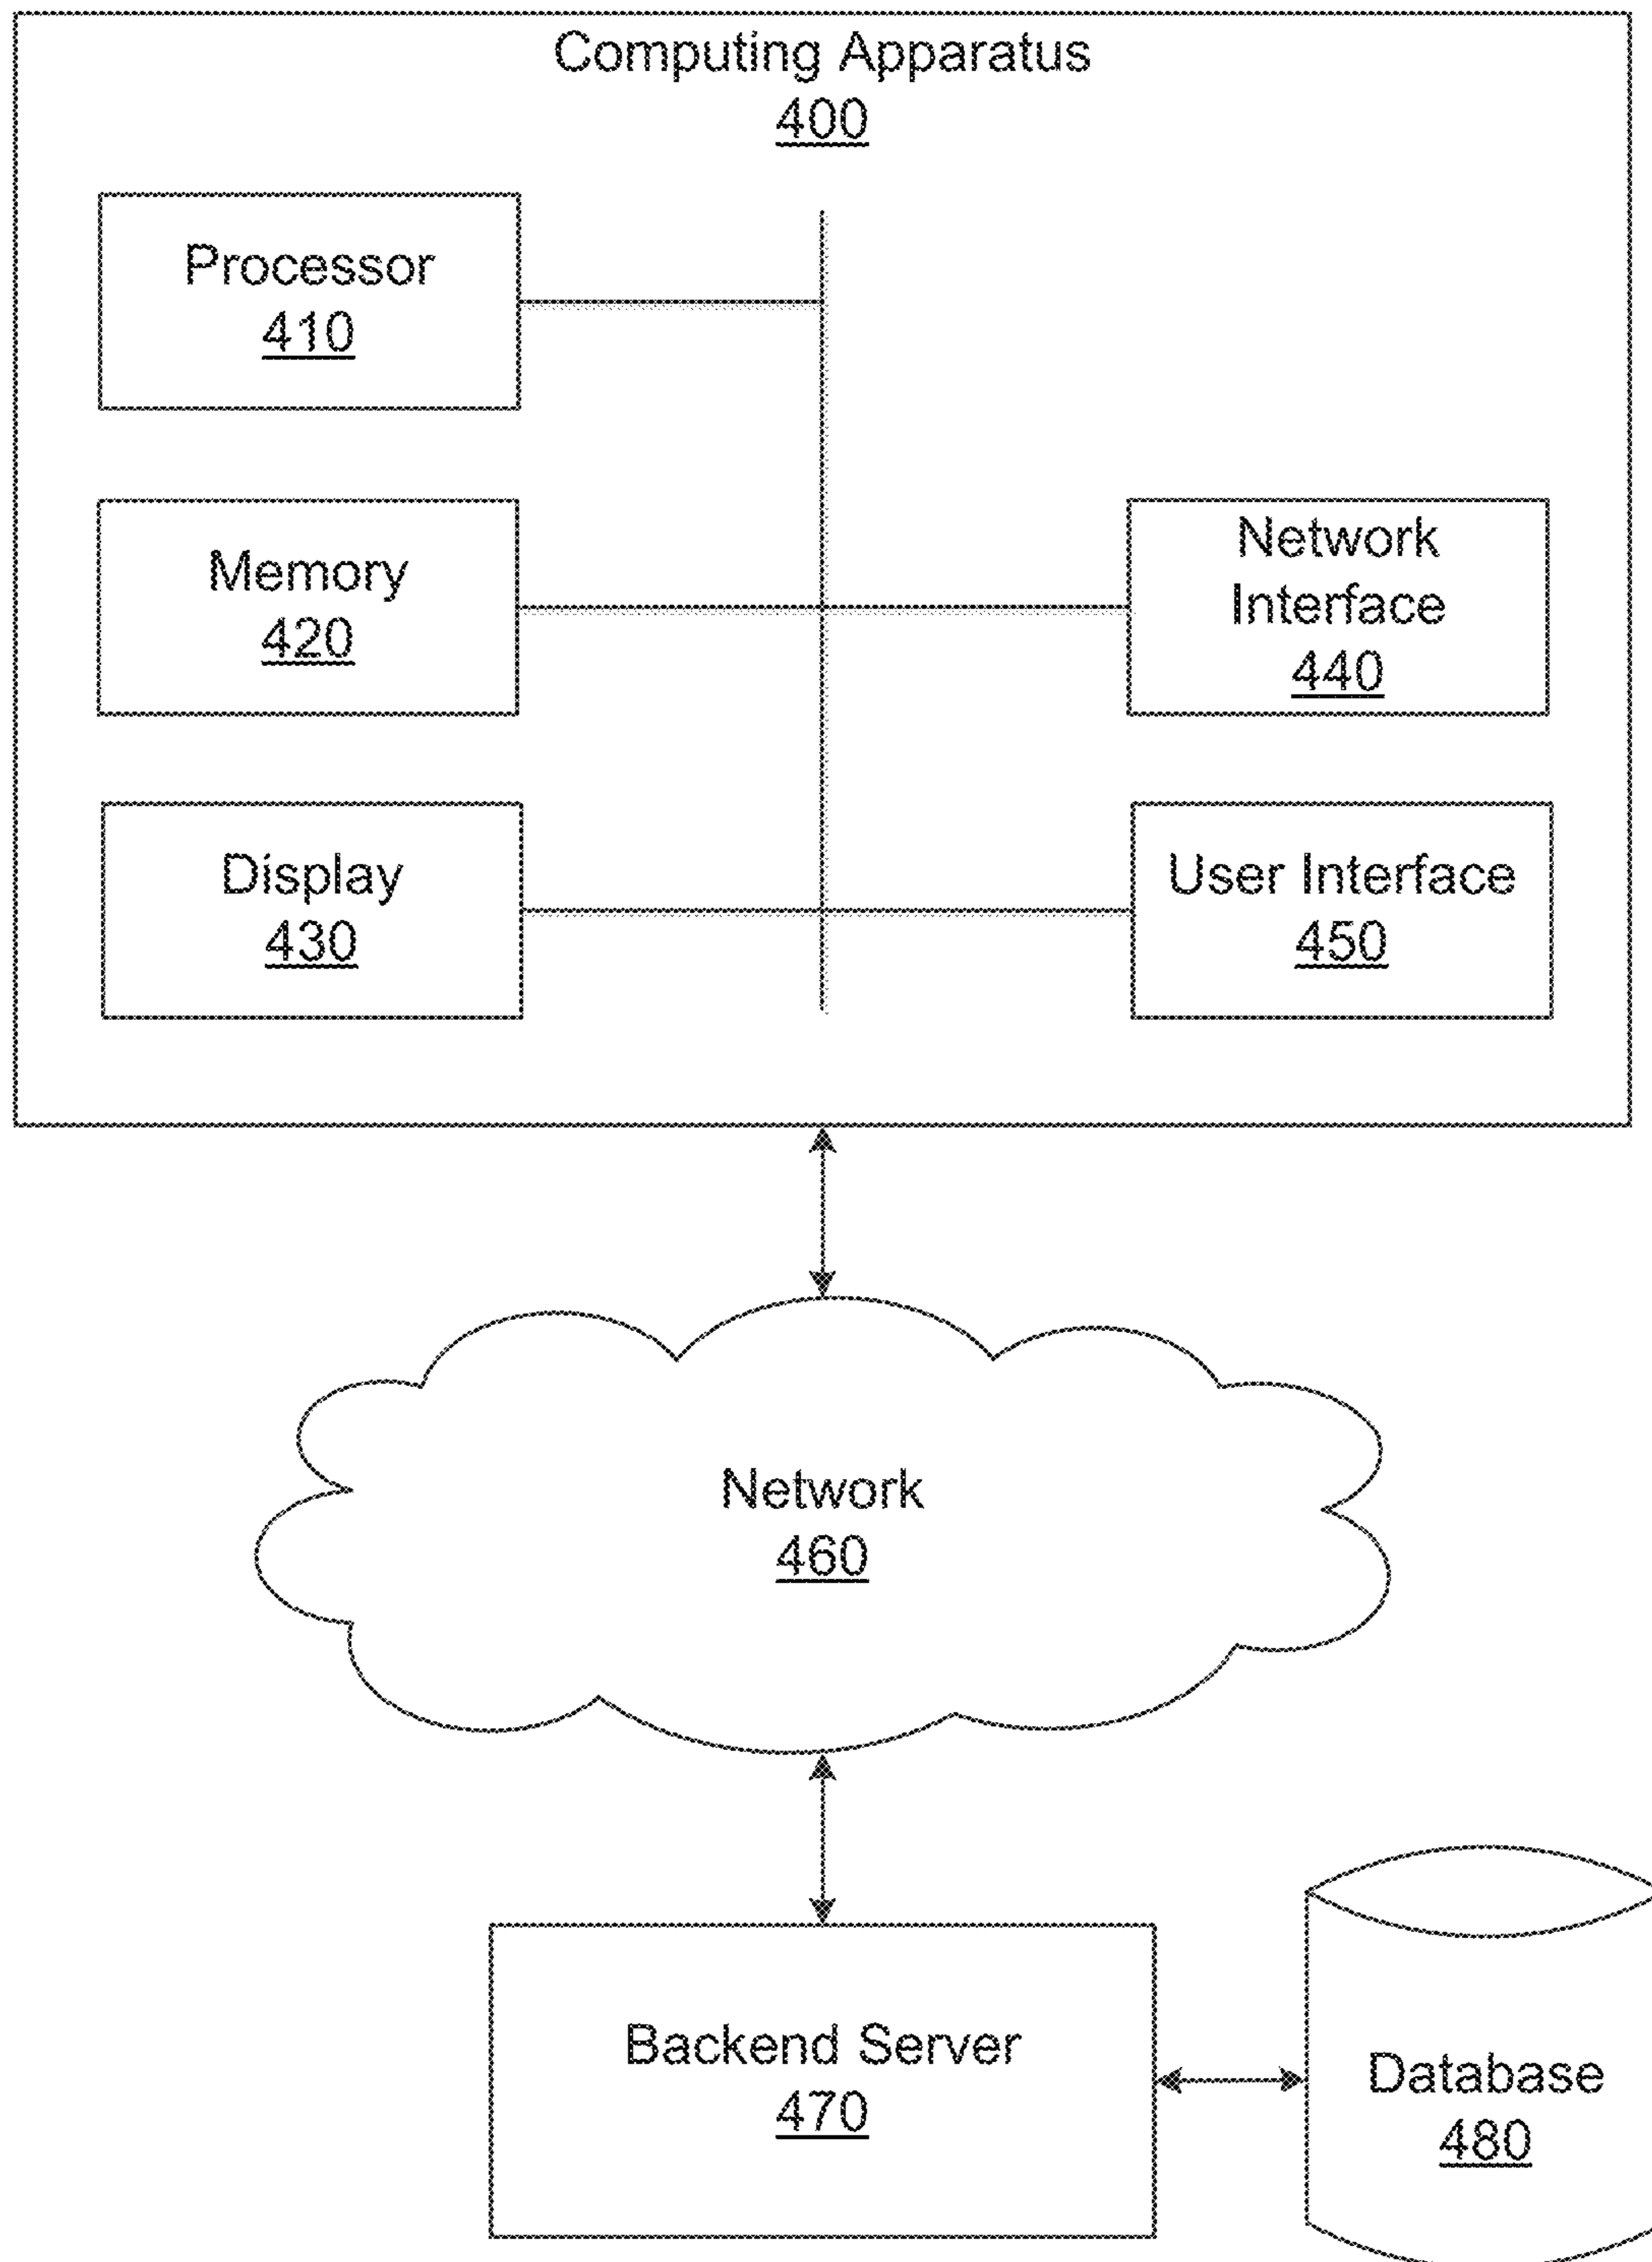 Computing Apparatus
400
Processor
410
Memory
420
Network
Interface
440
Display
430
User Interface
450
Network
460
Backend Server
470
Database
480